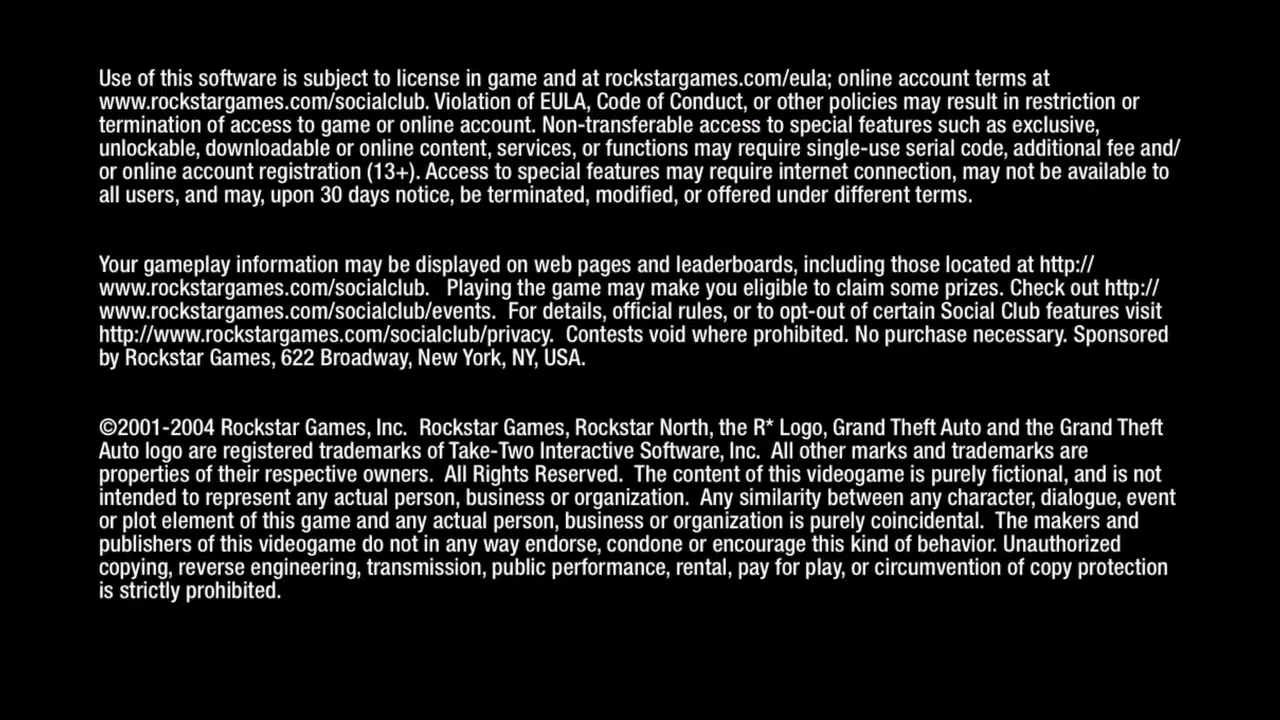 Use of this software is subject to license in game and at rockstargames.com/eula; online account terms at
www.rockstargames.com/socialclub. Violation of EULA, Code of Conduct, or other policies may result in restriction or
termination of access to game or online account. Non-transferable access to special features such as exclusive,
unlockable, downloadable or online content, services, or functions may require single-use serial code, additional fee and/
or online account registration (13+). Access to special features may require internet connection, may not be available to
all users, and may, upon 30 days notice, be terminated, modified, or offered under different terms.
Your gameplay information may be displayed on web pages and leaderboards, including those located at http://
www.rockstargames.com/socialclub.   Playing the game may make you eligible to claim some prizes. Check out http://
www.rockstargames.com/socialclub/events.  For details, official rules, or to opt-out of certain Social Club features visit
http://www.rockstargames.com/socialclub/privacy.  Contests void where prohibited. No purchase necessary. Sponsored
by Rockstar Games, 622 Broadway, New York, NY, USA.
©2001-2004 Rockstar Games, Inc.  Rockstar Games, Rockstar North, the R* Logo, Grand Theft Auto and the Grand Theft
Auto logo are registered trademarks of Take-Two Interactive Software, Inc.  All other marks and trademarks are
properties of their respective owners.  All Rights Reserved.  The content of this videogame is purely fictional, and is not
intended to represent any actual person, business or organization.  Any similarity between any character, dialogue, event
or plot element of this game and any actual person, business or organization is purely coincidental.  The makers and
publishers of this videogame do not in any way endorse, condone or encourage this kind of behavior. Unauthorized
copying, reverse engineering, transmission, public performance, rental, pay for play, or circumvention of copy protection
is strictly prohibited.